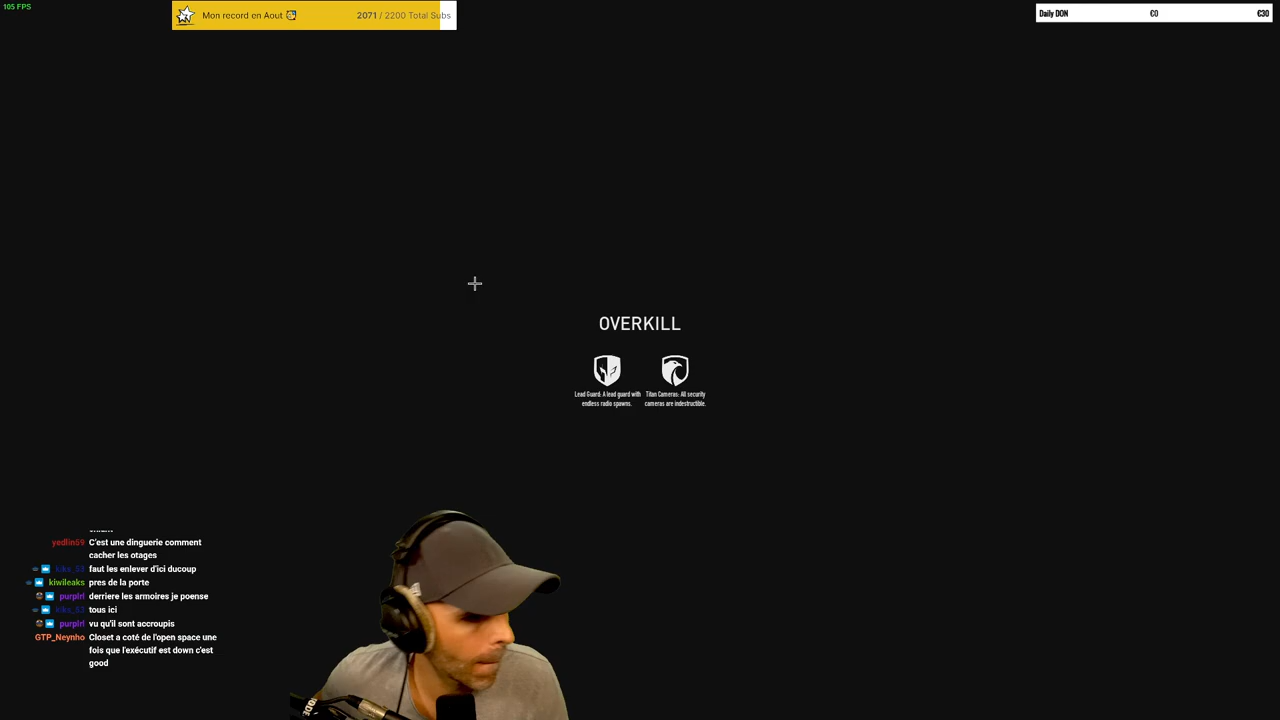 105 FPS
Mon record en Aout 2071 / 2200 Total Subs
Daily DON €0 €30
OVERKILL
Lead Guard: A lead guard with
endless radio spawns.
Titan Cameras: All security
cameras are indestructible.
yedlin59 C'est une dinguerie comment
cacher les otages
faut les enlever d'ici ducoup
kiwileaks pres de la porte
purplrl derriere les armoires je poense
tous ici
purplrl vu qu'il sont accroupis
GTP_Neynho Closet a coté de l'open space une
fois que l'exécutif est down c'est
good